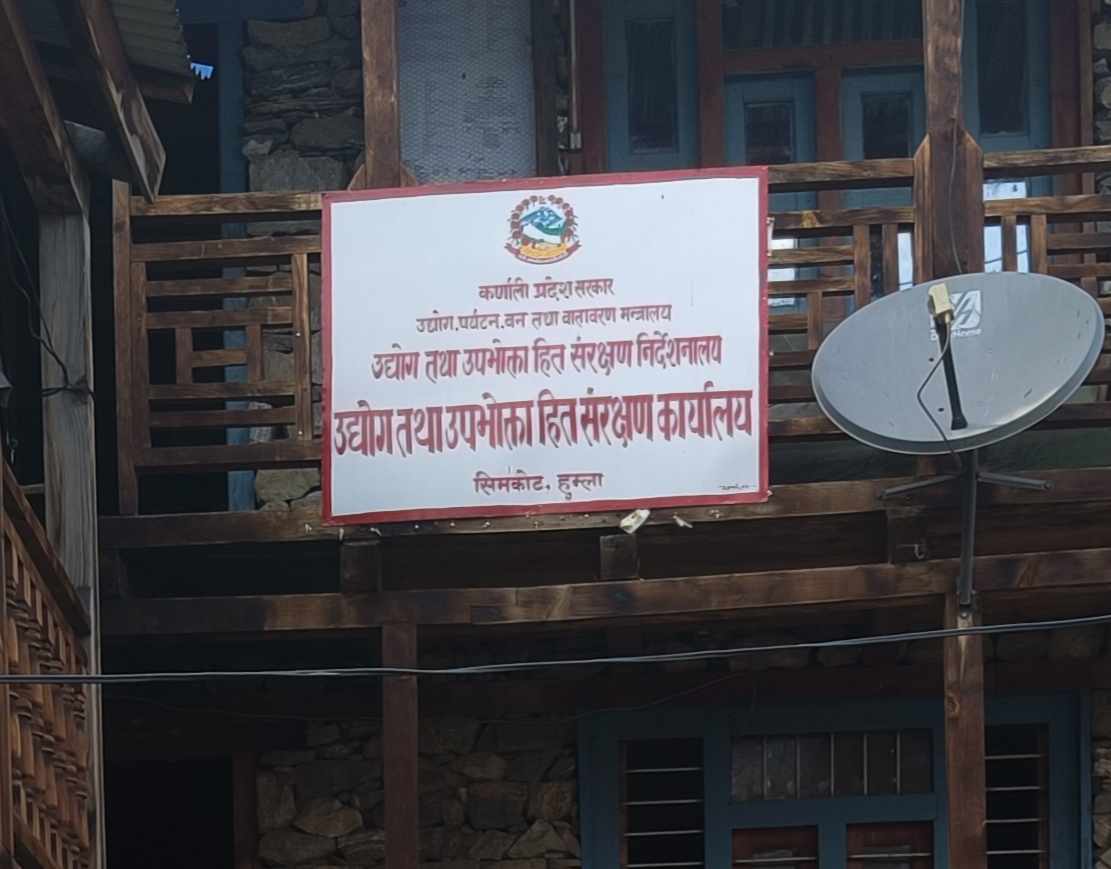 कर्णाली प्रदेश सरकार
उद्योग,पर्यटन,वन तथा वातावरण मन्त्रालय
उद्योग तथा उपभोक्ता हित संरक्षण निर्देशनालय
उद्योग तथा उपभोक्ता हित संरक्षण कार्यालय
सिमकोट, हुम्ला